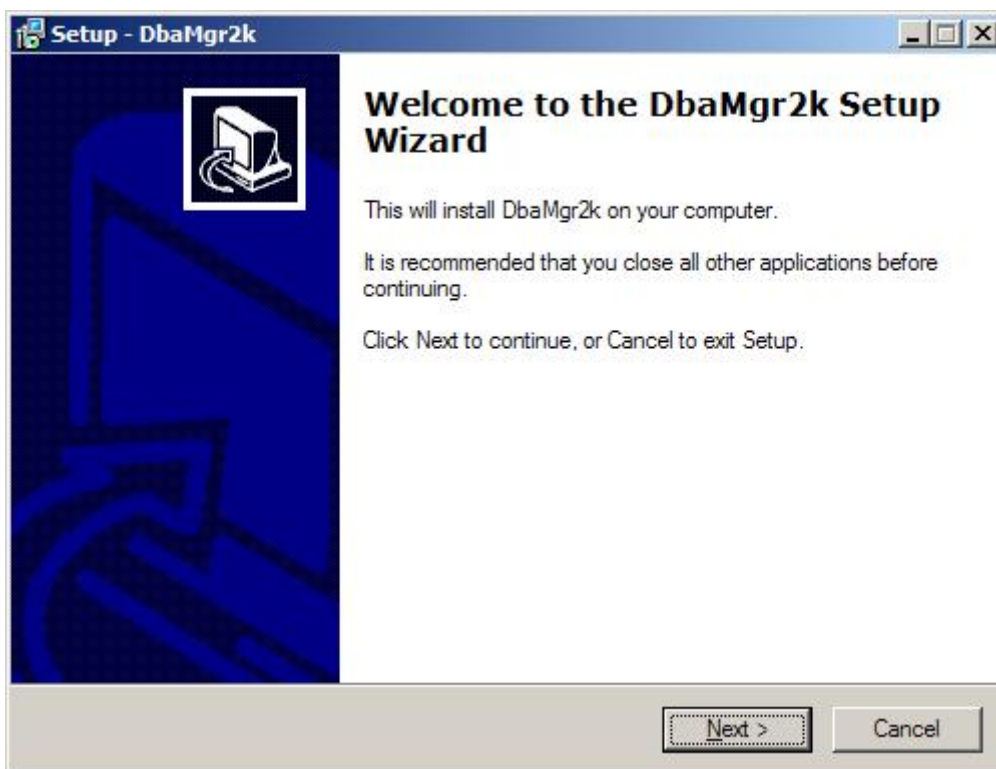 Setup - DbaMgr2k
Welcome to the DbaMgr2k Setup
Wizard
This will install DbaMgr2k on your computer.
It is recommended that you close all other applications before
continuing.
Click Next to continue, or Cancel to exit Setup.
Next >
Cancel